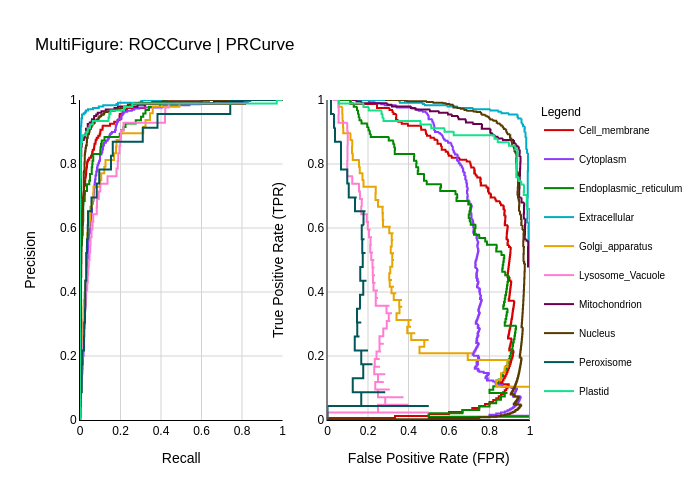 MultiFigure: ROCCurve | PRCurve
Precision
1
0.8
0.6
0.4
0.2
0
0 0.2 0.4 0.6 0.8 1
Recall
True Positive Rate (TPR)
1
0.8
0.6
0.4
0.2
0
0 0.2 0.4 0.6 0.8 1
False Positive Rate (FPR)
Legend
Cell_membrane
Cytoplasm
Endoplasmic_reticulum
Extracellular
Golgi_apparatus
Lysosome_Vacuole
Mitochondrion
Nucleus
Peroxisome
Plastid